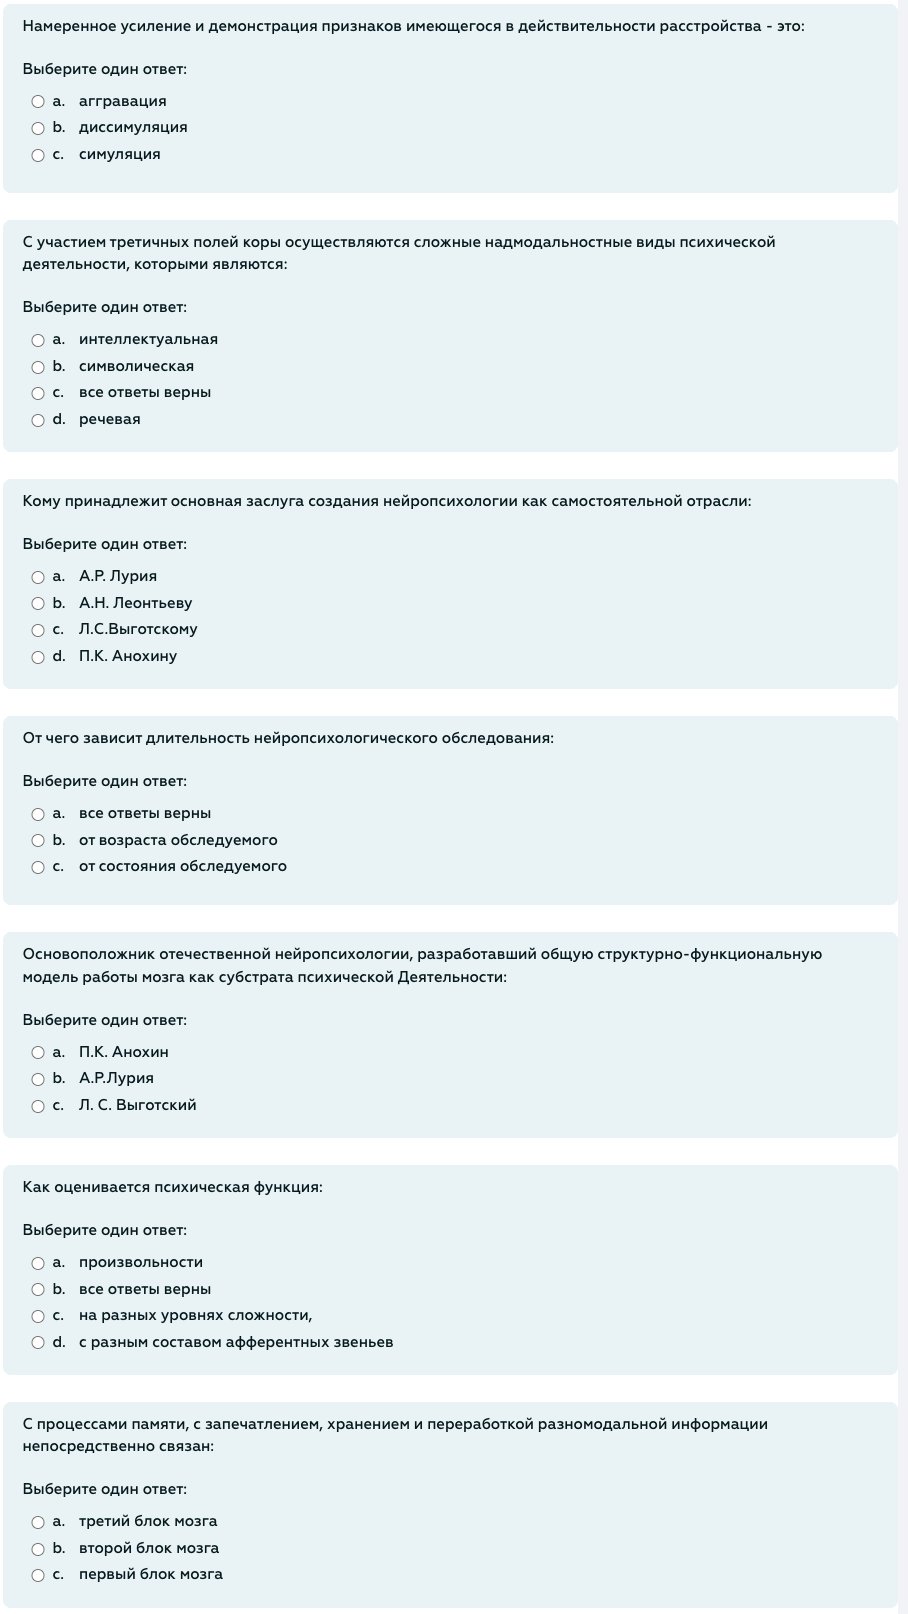 Намеренное усиление и демонстрация признаков имеющегося в действительности расстройства - это:
Выберите один ответ:
a. аггравация
b. диссимуляция
c. симуляция
С участием третичных полей коры осуществляются сложные надмодальностные виды психической
деятельности, которыми являются:
Выберите один ответ:
a. интеллектуальная
b. символическая
c. все ответы верны
d. речевая
Кому принадлежит основная заслуга создания нейропсихологии как самостоятельной отрасли:
Выберите один ответ:
a. А.Р. Лурия
b. А.Н. Леонтьеву
c. Л.С.Выготскому
d. П.К. Анохину
От чего зависит длительность нейропсихологического обследования:
Выберите один ответ:
a. все ответы верны
b. от возраста обследуемого
c. от состояния обследуемого
Основоположник отечественной нейропсихологии, разработавший общую структурно-функциональную
модель работы мозга как субстрата психической Деятельности:
Выберите один ответ:
a. П.К. Анохин
b. А.Р.Лурия
c. Л. С. Выготский
Как оценивается психическая функция:
Выберите один ответ:
a. произвольности
b. все ответы верны
c. на разных уровнях сложности,
d. с разным составом афферентных звеньев
С процессами памяти, с запечатлением, хранением и переработкой разномодальной информации
непосредственно связан:
Выберите один ответ:
a. третий блок мозга
b. второй блок мозга
c. первый блок мозга